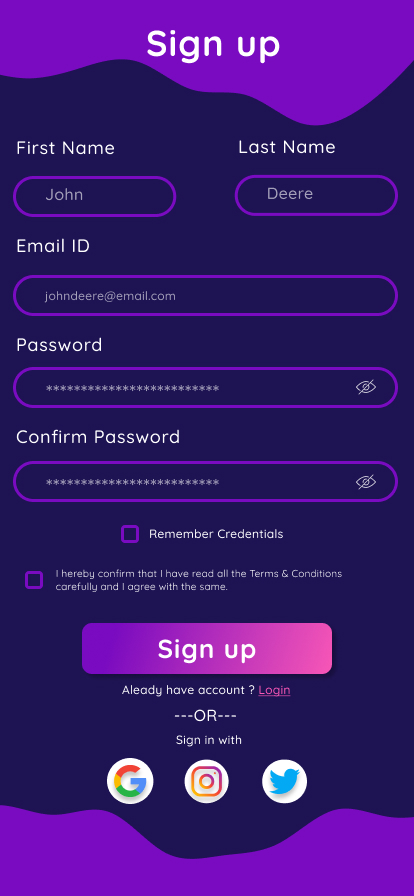 Sign up
First Name
Last Name
John
Deere
Email ID
johndeere@email.com
Password
*************************
Confirm Password
*************************
Remember Credentials
I hereby confirm that I have read all the Terms & Conditions
carefully and I agree with the same.
Sign up
Aleady have account ? Login
---OR---
Sign in with